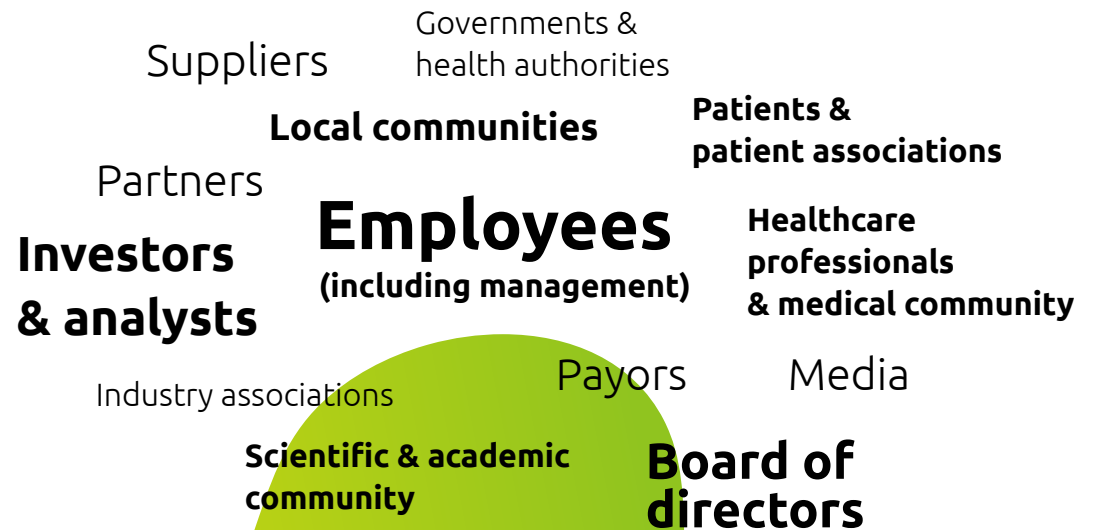 Governments &
health authorities
Suppliers
Local communities
Patients &
patient associations
Partners
Employees
(including management)
Healthcare
professionals
& medical community
Investors
& analysts
Payors
Media
Industry associations
Scientific & academic
community
Board of
directors